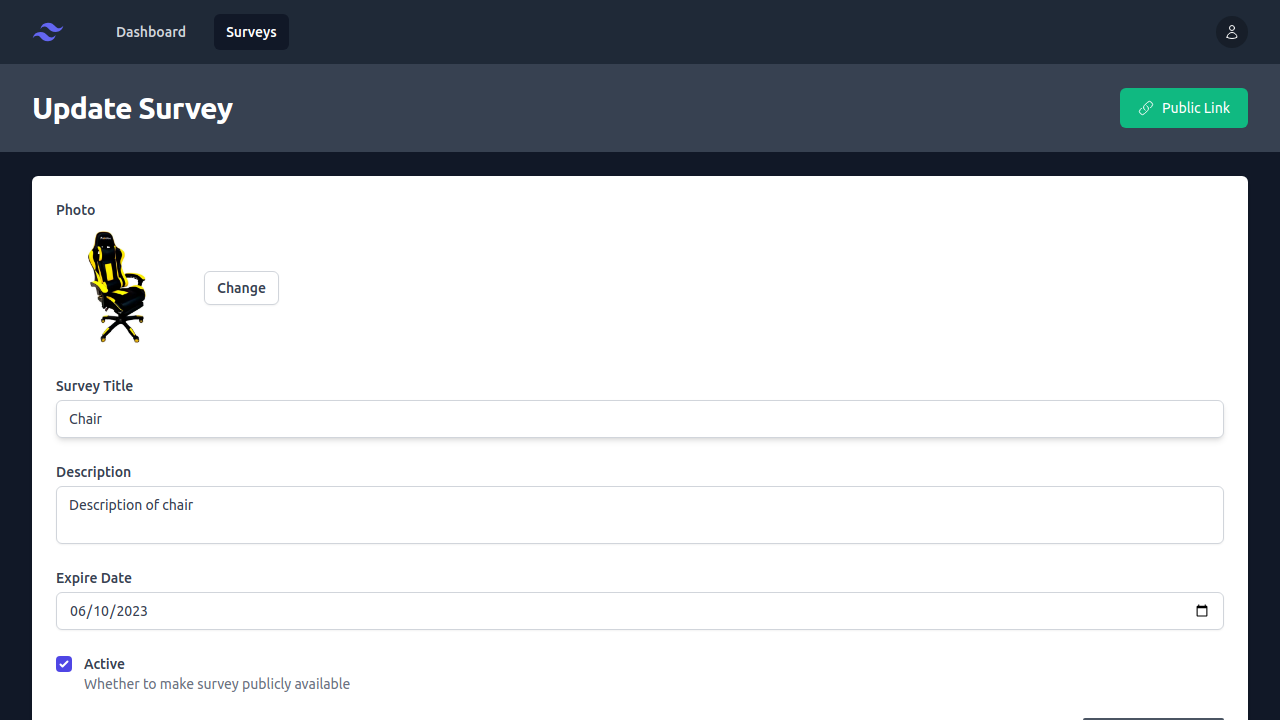 Dashboard
Surveys
Update Survey
Public Link
Photo
Change
Survey Title
Chair
Description
Description of chair
Expire Date
06/10/2023
Active
Whether to make survey publicly available